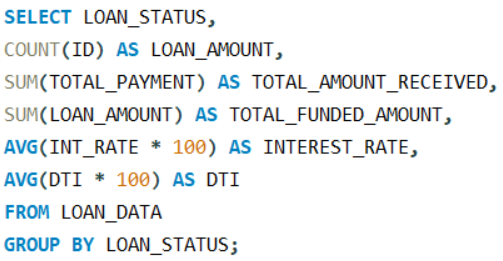 SELECT LOAN_STATUS,
COUNT(ID) AS LOAN_AMOUNT,
SUM(TOTAL_PAYMENT) AS TOTAL_AMOUNT_RECEIVED,
SUM(LOAN_AMOUNT) AS TOTAL_FUNDED_AMOUNT,
AVG(INT_RATE * 100) AS INTEREST_RATE,
AVG(DTI * 100) AS DTI
FROM LOAN_DATA
GROUP BY LOAN_STATUS;